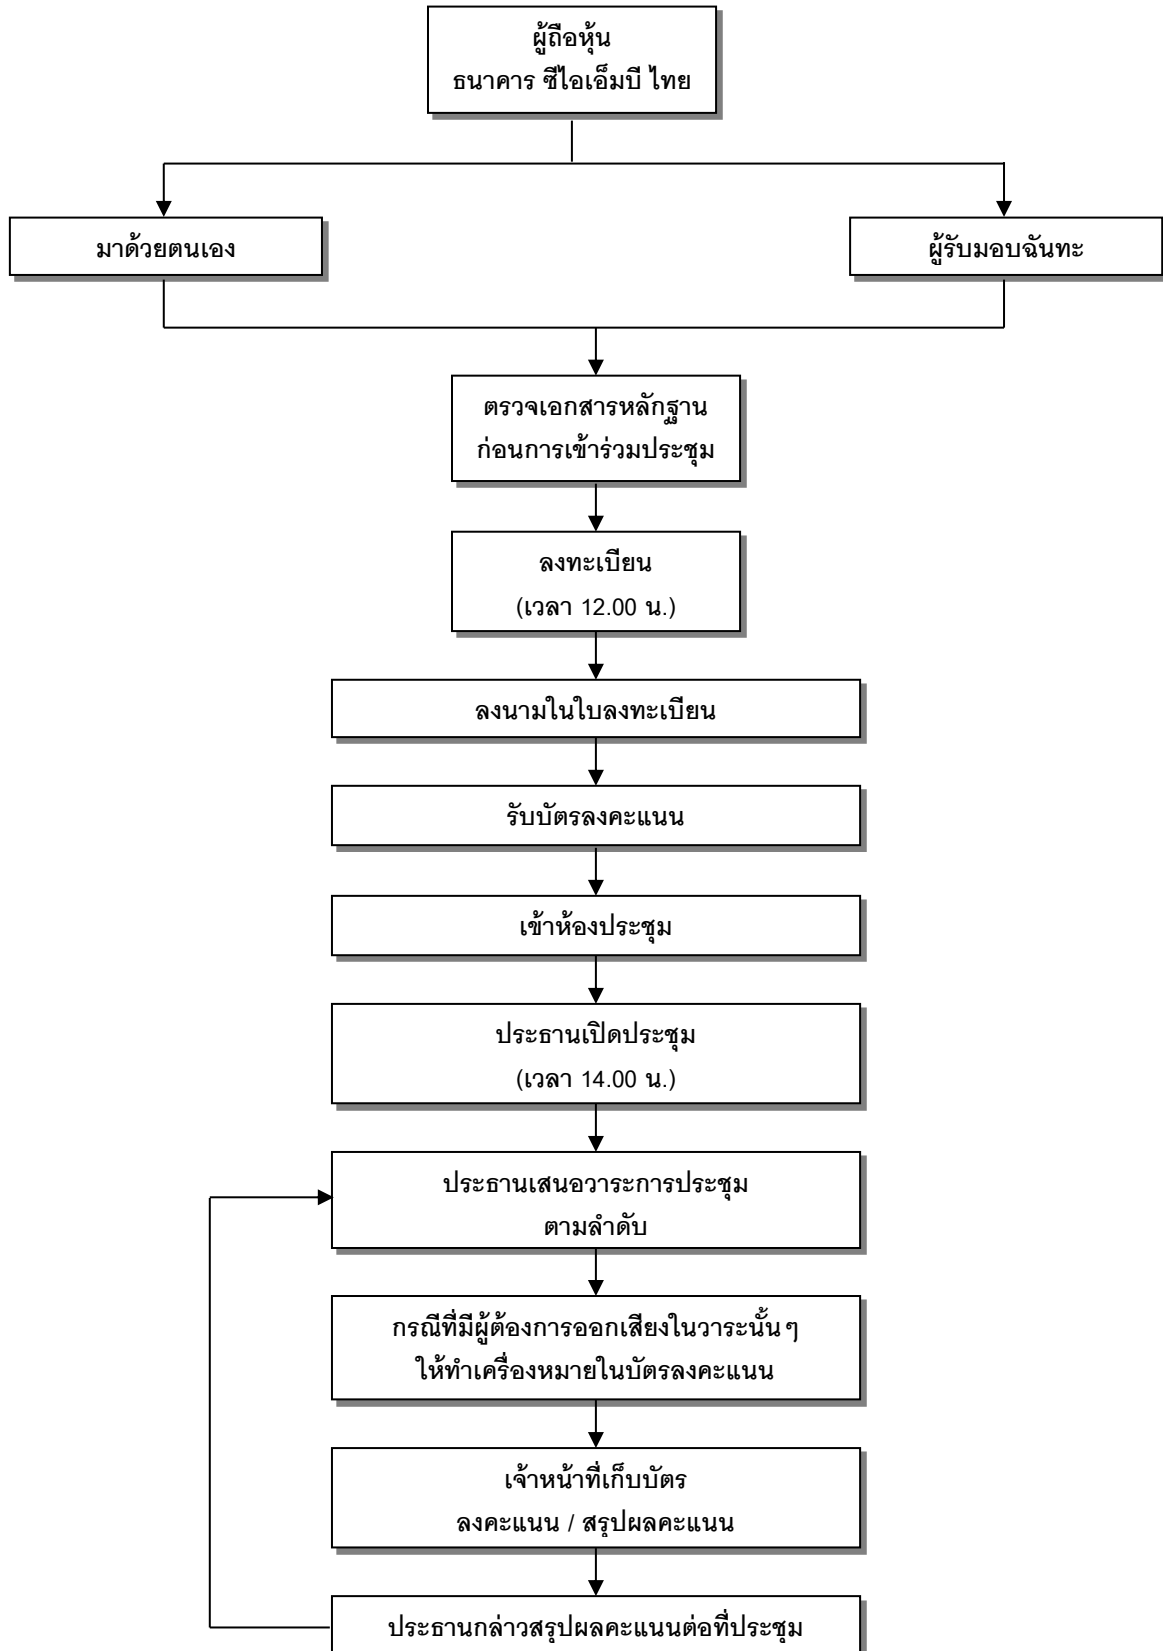 ผู้ถือหุ้น
ธนาคาร ซีไอเอ็มบี ไทย
มาด้วยตนเอง
ผู้รับมอบฉันทะ
ตรวจเอกสารหลักฐาน
ก่อนการเข้าร่วมประชุม
ลงทะเบียน
(เวลา 12.00 น.)
ลงนามในใบลงทะเบียน
รับบัตรลงคะแนน
เข้าห้องประชุม
ประธานเปิดประชุม
(เวลา 14.00 น.)
ประธานเสนอวาระการประชุม
ตามลำดับ
กรณีที่มีผู้ต้องการออกเสียงในวาระนั้น ๆ
ให้ทำเครื่องหมายในบัตรลงคะแนน
เจ้าหน้าที่เก็บบัตร
ลงคะแนน / สรุปผลคะแนน
ประธานกล่าวสรุปผลคะแนนต่อที่ประชุม